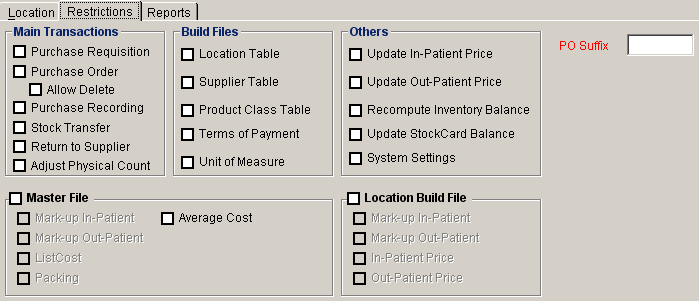 Location Restrictions Reports
Main Transactions
Purchase Requisition
Purchase Order
Allow Delete
Purchase Recording
Stock Transfer
Return to Supplier
Adjust Physical Count
Build Files
Location Table
Supplier Table
Product Class Table
Terms of Payment
Unit of Measure
Others
Update In-Patient Price
Update Out-Patient Price
Recompute Inventory Balance
Update StockCard Balance
System Settings
PO Suffix
Master File
Mark-up In-Patient
Mark-up Out-Patient
ListCost
Packing
Average Cost
Location Build File
Mark-up In-Patient
Mark-up Out-Patient
In-Patient Price
Out-Patient Price